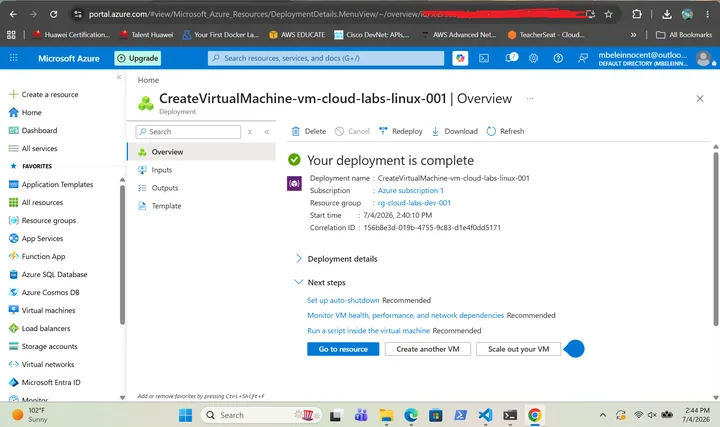 portal.azure.com/#view/Microsoft_Azure_Resources/DeploymentDetails.MenuView/~/overview/id
Huawei Certification... Talent Huawei Your First Docker La... AWS EDUCATE Cisco DevNet: APIs,... AWS Advanced Net... TeacherSeat - Cloud... All Bookmarks
Microsoft Azure
Upgrade
Search resources, services, and docs (G+/)
mbeleinnocent@outloo...
DEFAULT DIRECTORY (MBELEINN...
Create a resource
Home
Dashboard
All services
FAVORITES
Application Templates
All resources
Resource groups
App Services
Function App
Azure SQL Database
Azure Cosmos DB
Virtual machines
Load balancers
Storage accounts
Virtual networks
Microsoft Entra ID
Monitor
Home
CreateVirtualMachine-vm-cloud-labs-linux-001 | Overview ...
Deployment
Search
Overview
Inputs
Outputs
Template
Add or remove favorites by pressing Ctrl+Shift+F
Delete Cancel Redeploy Download Refresh
Your deployment is complete
Deployment name : CreateVirtualMachine-vm-cloud-labs-linux-001
Subscription : Azure subscription 1
Resource group : rg-cloud-labs-dev-001
Start time : 7/4/2026, 2:40:10 PM
Correlation ID : 156b8e3d-019b-4755-9c83-d1e4f0dd5171
Deployment details
Next steps
Set up auto-shutdown Recommended
Monitor VM health, performance, and network dependencies Recommended
Run a script inside the virtual machine Recommended
Go to resource Create another VM Scale out your VM
102°F
Sunny
Search
2:44 PM
7/4/2026